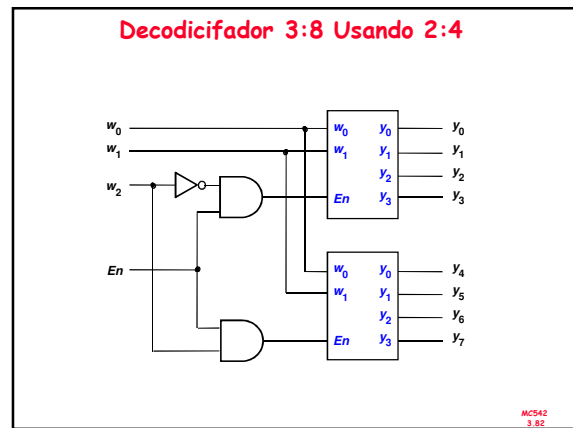 Decodicifador 3:8 Usando 2:4
w0 w0 y0 y0
w1 w1 y1 y1
w2 y2 y2
En y3 y3
En w0 y0 y4
w1 y1 y5
y2 y6
En y3 y7
MC542
3.82